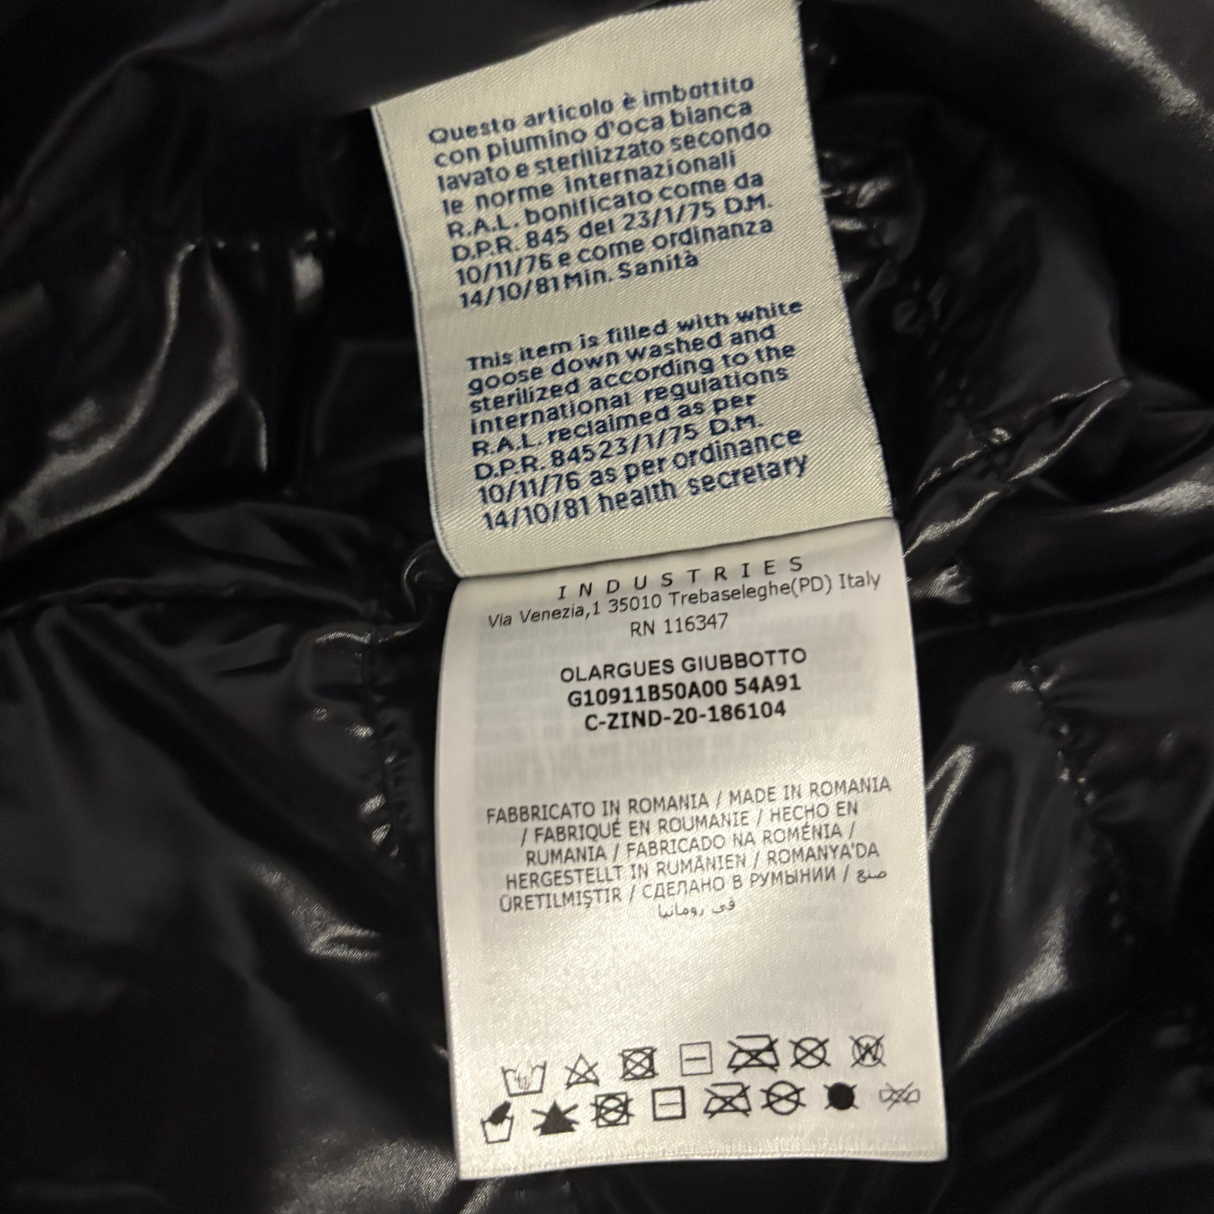 Questo articolo è imbottito
con piumino d'oca bianca
lavato e sterilizzato secondo
le norme internazionali
R.A.L. bonificato come da
D.P.R. 845 del 23/1/75 D.M.
10/11/76 e come ordinanza
14/10/81 Min. Sanità
This item is filled with white
goose down washed and
sterilized according to the
international regulations
R.A.L. reclaimed as per
D.P.R. 84523/1/75 D.M.
10/11/76 as per ordinance
14/10/81 health secretary
INDUSTRIES
Via Venezia,1 35010 Trebaseleghe(PD) Italy
RN 116347
OLARGUES GIUBBOTTO
G10911B50A00 54A91
C-ZIND-20-186104
FABBRICATO IN ROMANIA / MADE IN ROMANIA
/ FABRIQUÉ EN ROUMANIE / HECHO EN
RUMANIA / FABRICADO NA ROMÉNIA /
HERGESTELLT IN RUMÄNIEN / ROMANYA'DA
ÜRETILMIŞTIR / СДЕЛАНО В РУМЫНИИ / صنع
في رومانيا